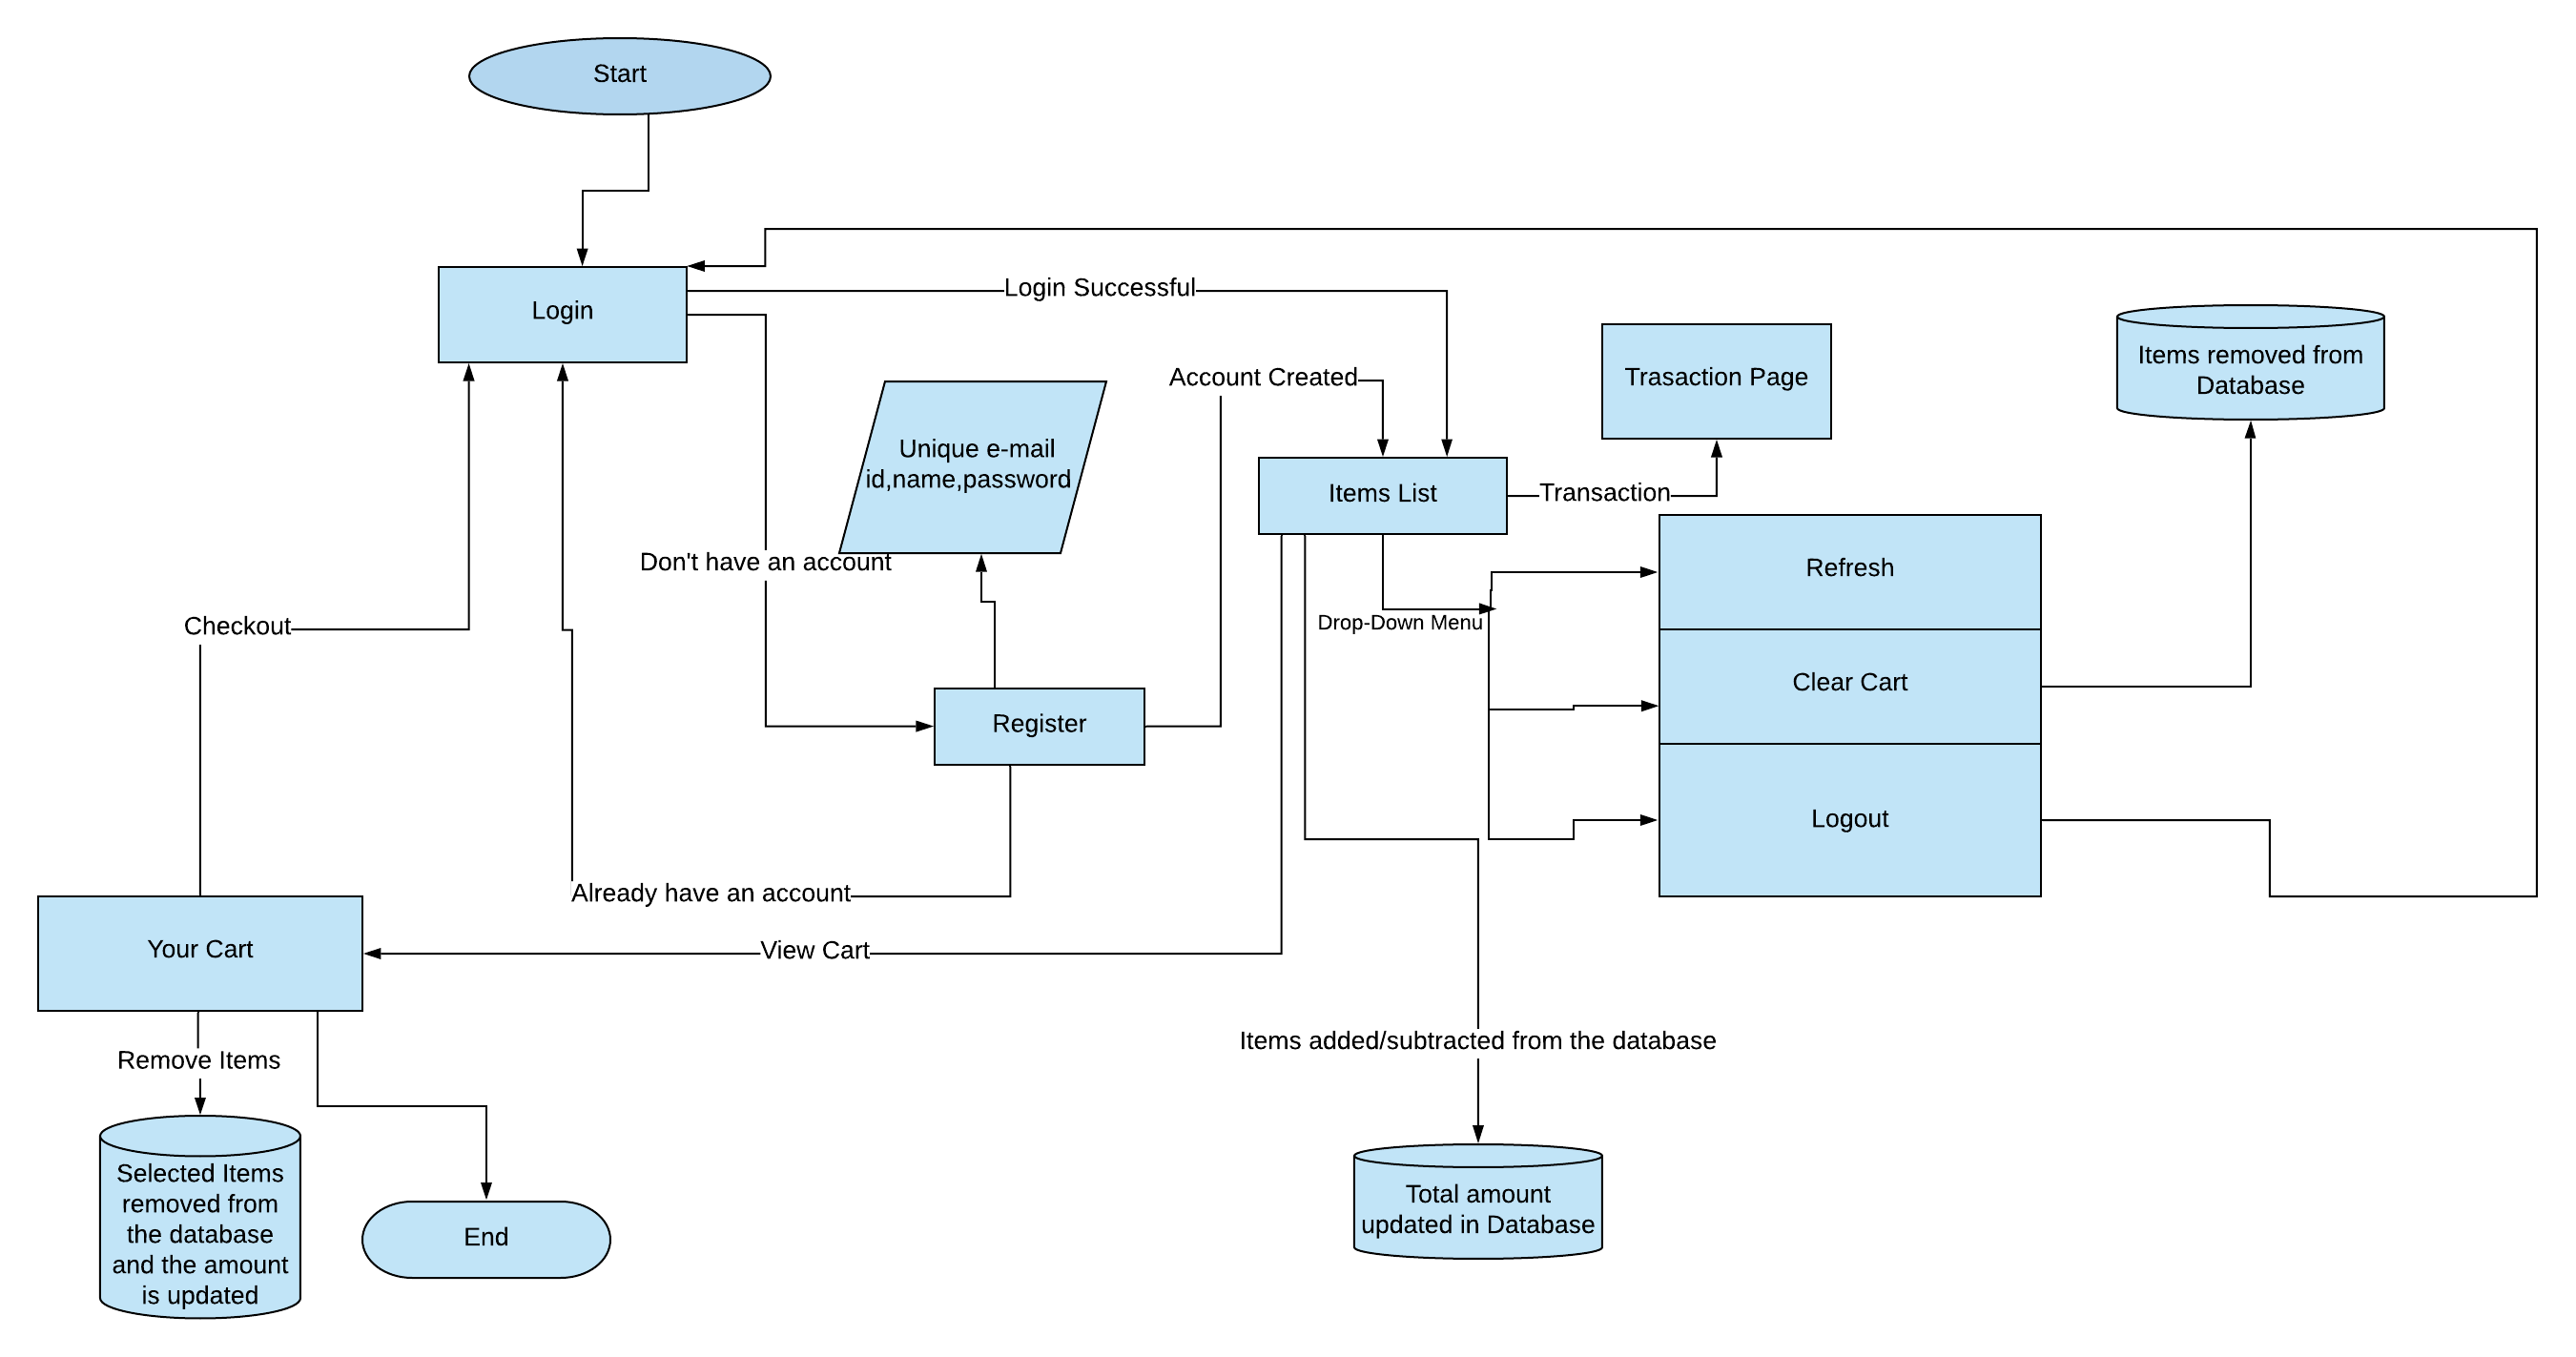 Start
Login
Login Successful
Account Created
Trasaction Page
Items removed from
Database
Unique e-mail
id,name,password
Items List
Transaction
Don't have an account
Refresh
Drop-Down Menu
Checkout
Clear Cart
Register
Logout
Already have an account
Your Cart
View Cart
Items added/subtracted from the database
Remove Items
Selected Items
removed from
the database
and the amount
is updated
End
Total amount
updated in Database